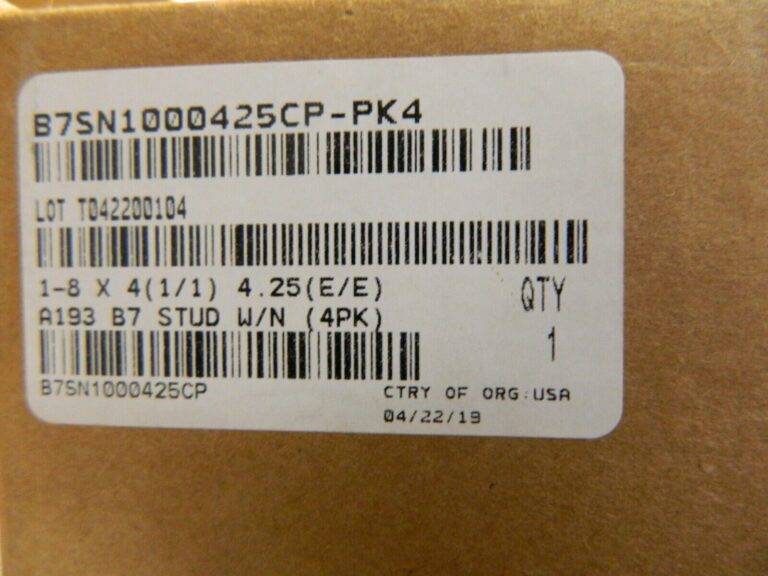 B7SN1000425CP-PK4
LOT T042200104
1-8 X 4(1/1) 4.25(E/E)
A193 B7 STUD W/N (4PK)
QTY
1
B7SN1000425CP
CTRY OF ORG:USA
04/22/19